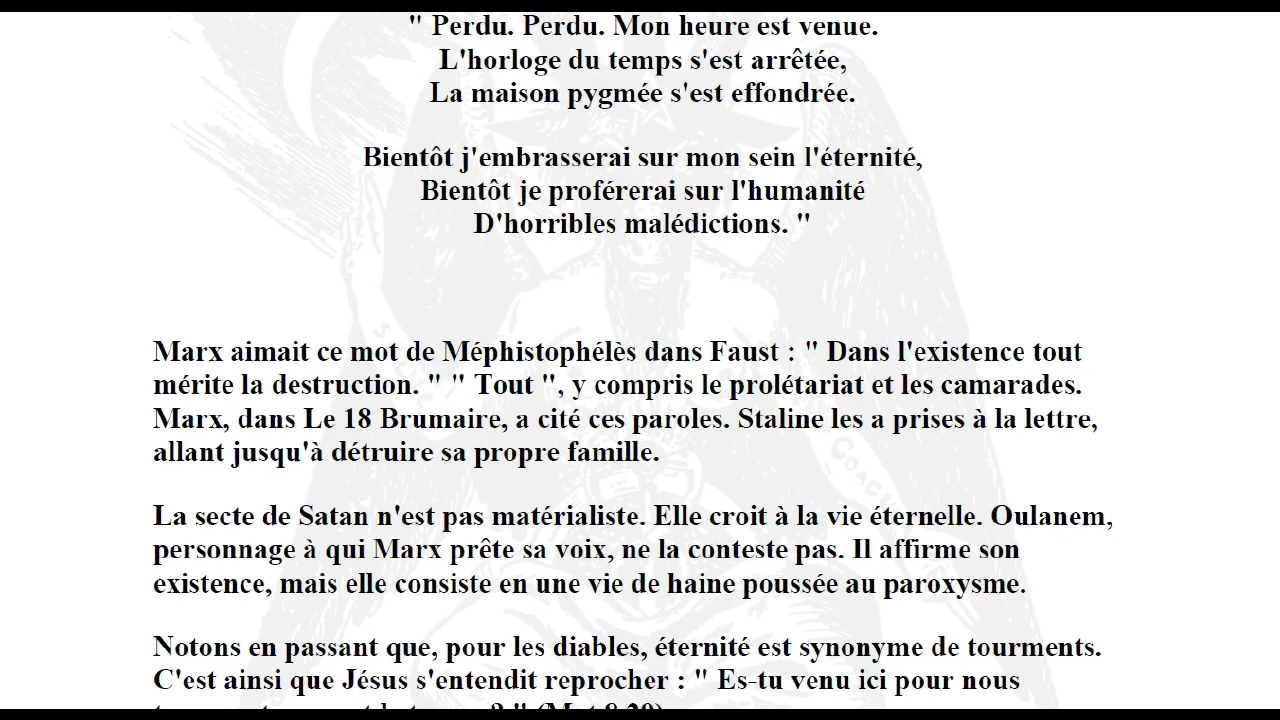 " Perdu. Perdu. Mon heure est venue.
L'horloge du temps s'est arrêtée,
La maison pygmée s'est effondrée.
Bientôt j'embrasserai sur mon sein l'éternité,
Bientôt je proférerai sur l'humanité
D'horribles malédictions. "
Marx aimait ce mot de Méphistophélès dans Faust : " Dans l'existence tout
mérite la destruction. " " Tout ", y compris le prolétariat et les camarades.
Marx, dans Le 18 Brumaire, a cité ces paroles. Staline les a prises à la lettre,
allant jusqu'à détruire sa propre famille.
La secte de Satan n'est pas matérialiste. Elle croit à la vie éternelle. Oulanem,
personnage à qui Marx prête sa voix, ne la conteste pas. Il affirme son
existence, mais elle consiste en une vie de haine poussée au paroxysme.
Notons en passant que, pour les diables, éternité est synonyme de tourments.
C'est ainsi que Jésus s'entendit reprocher : " Es-tu venu ici pour nous